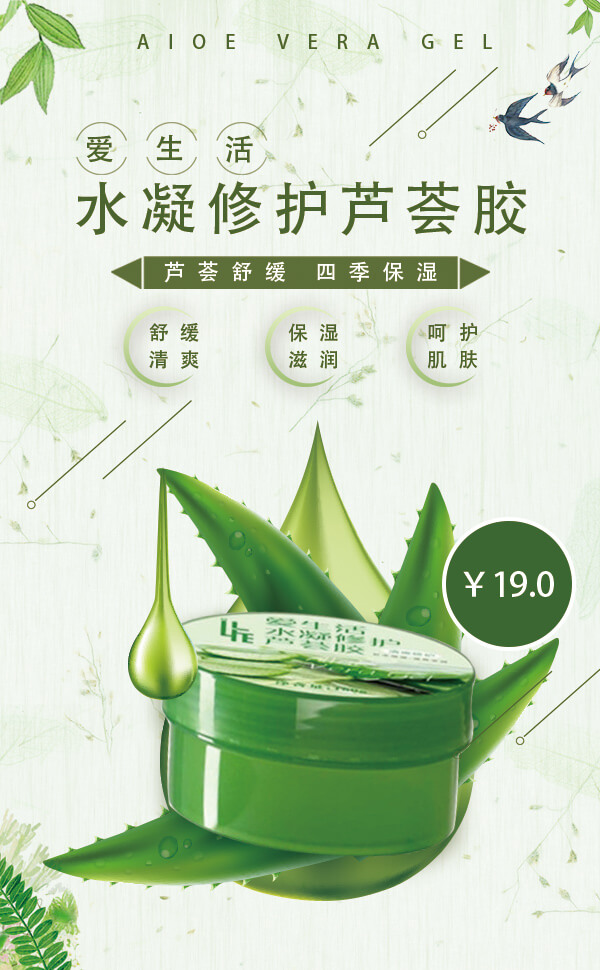 AIOE VERA GEL
爱生活
水凝修护芦荟胶
芦荟舒缓 四季保湿
舒缓 保湿 呵护
清爽 滋润 肌肤
¥19.0
LIFE
爱生活
水凝修护
芦荟胶